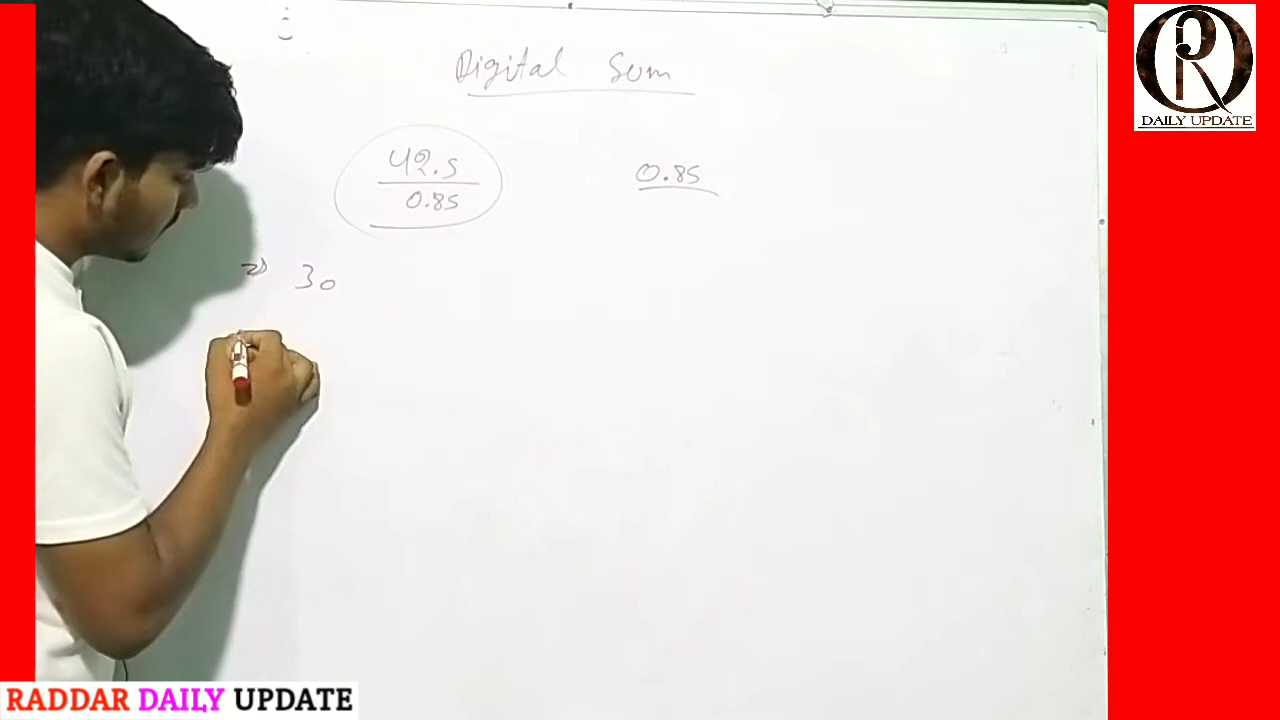 Digital Sum
42.5
0.85
0.85
⇒ 30
DAILY UPDATE
RADDAR DAILY UPDATE